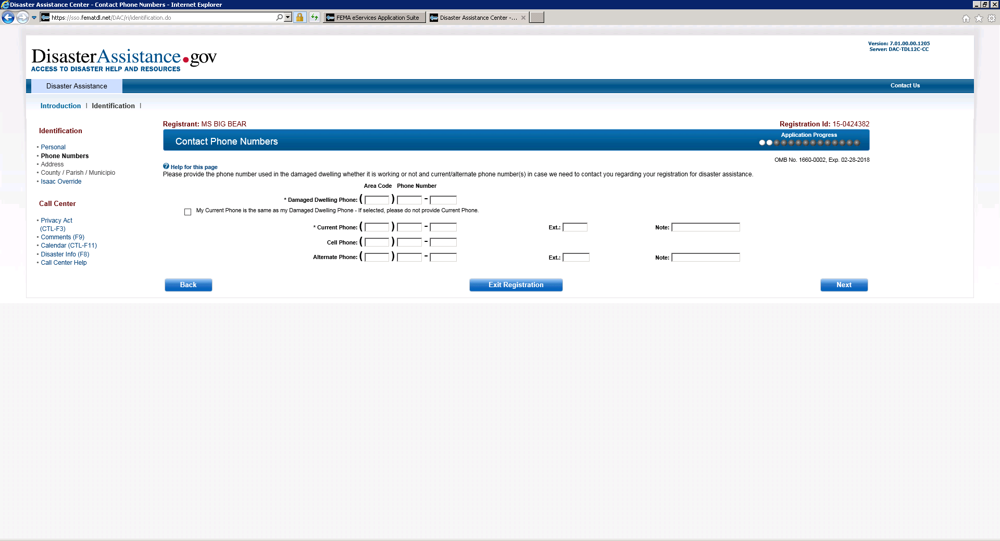 Disaster Assistance Center - Contact Phone Numbers - Internet Explorer
https://sso.fematdl.net/DAC/ri/identification.do
FEMA eServices Application Suite
Disaster Assistance Center -...
Version: 7.01.00.00.1205
Server: DAC-TDL12C-CC
DisasterAssistance.gov
ACCESS TO DISASTER HELP AND RESOURCES
Disaster Assistance
Contact Us
Introduction | Identification |
Identification
• Personal
• Phone Numbers
• Address
• County / Parish / Municipio
• Isaac Override
Call Center
• Privacy Act
(CTL-F3)
• Comments (F9)
• Calendar (CTL-F11)
• Disaster Info (F8)
• Call Center Help
Registrant: MS BIG BEAR
Registration Id: 15-0424382
Contact Phone Numbers
Application Progress
OMB No. 1660-0002, Exp. 02-28-2018
? Help for this page
Please provide the phone number used in the damaged dwelling whether it is working or not and current/alternate phone number(s) in case we need to contact you regarding your registration for disaster assistance.
Area Code Phone Number
* Damaged Dwelling Phone: ( ) -
My Current Phone is the same as my Damaged Dwelling Phone - If selected, please do not provide Current Phone.
* Current Phone: ( ) - Ext.: Note:
Cell Phone: ( ) -
Alternate Phone: ( ) - Ext.: Note:
Back
Exit Registration
Next